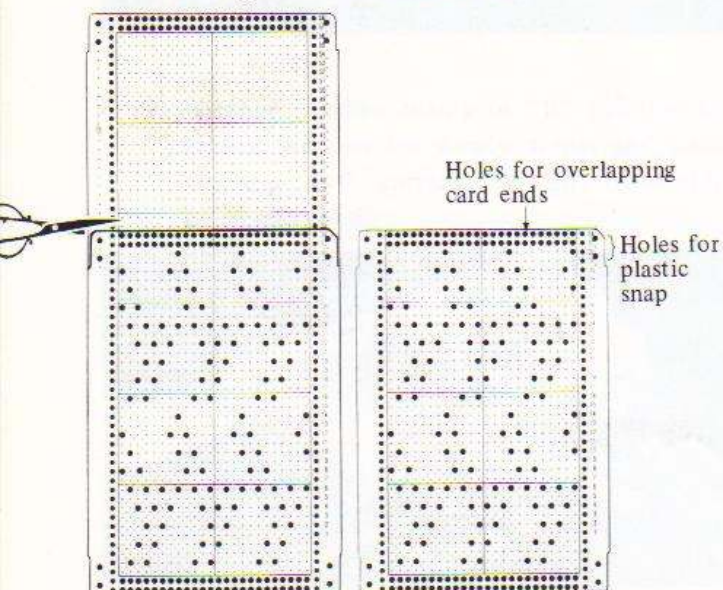 Holes for overlapping
card ends
Holes for
plastic
snap